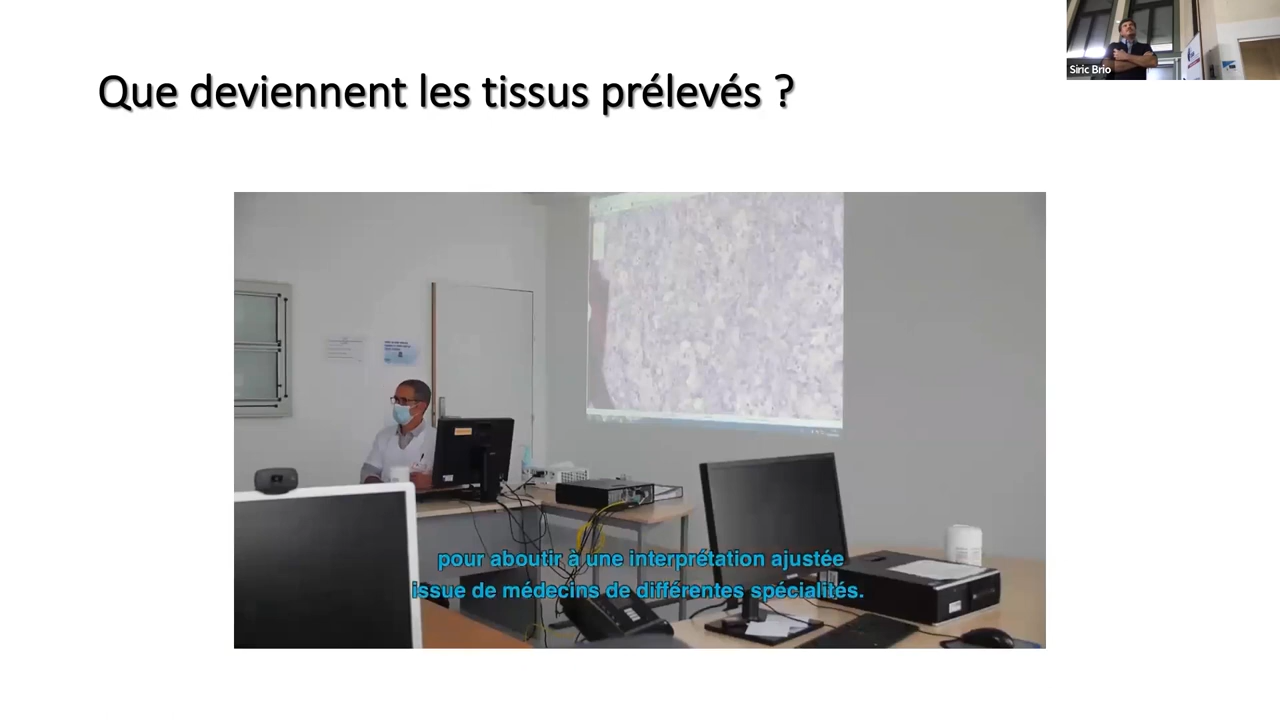 Que deviennent les tissus prélevés ?
Siric Brio
pour aboutir à une interprétation ajustée
issue de médecins de différentes spécialités.